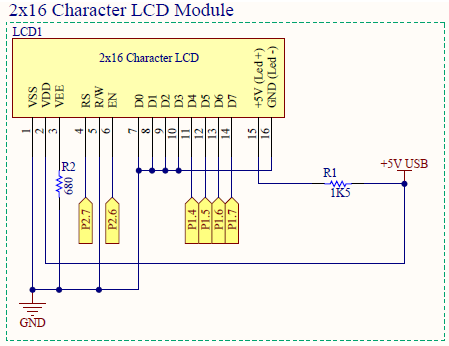 2x16 Character LCD Module
LCD1
2x16 Character LCD
VSS
VDD
VEE
RS
R/W
EN
D0
D1
D2
D3
D4
D5
D6
D7
+5V (Led+)
GND (Led -)
1
2
3
4
5
6
7
8
9
10
11
12
13
14
15
16
R2
680
P2.7
P2.6
P1.4
P1.5
P1.6
P1.7
R1
1K5
+5V USB
GND